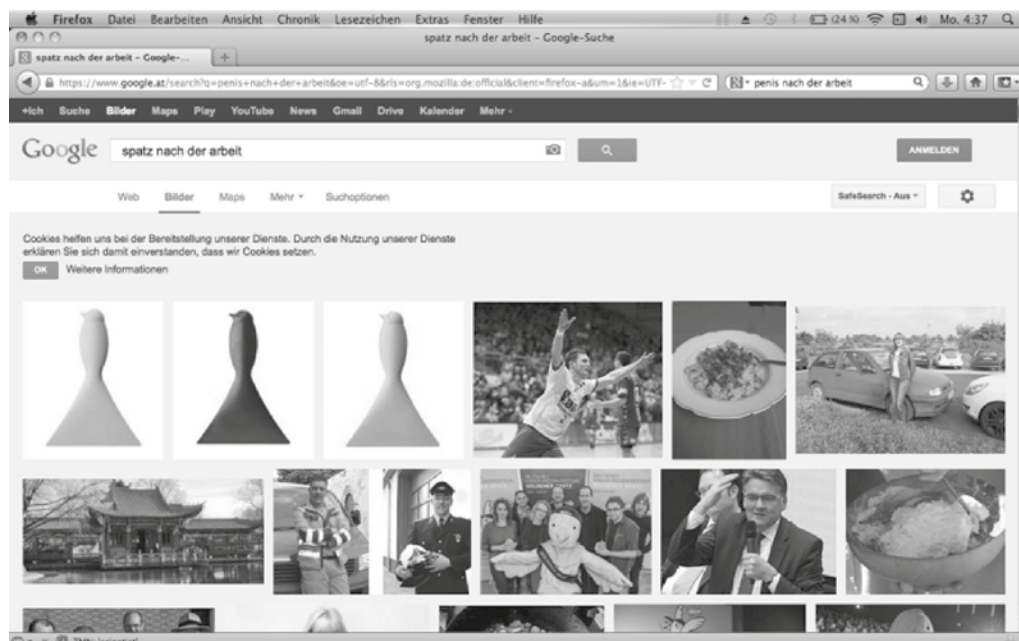 Firefox Datei Bearbeiten Ansicht Chronik Lesezeichen Extras Fenster Hilfe (24 %) Mo. 4:37
spatz nach der arbeit – Google-Suche
spatz nach der arbeit – Google-... +
https://www.google.at/search?q=penis+nach+der+arbeit&oe=utf-8&rls=org.mozilla:de:official&client=firefox-a&um=1&ie=UTF- penis nach der arbeit
+Ich Suche Bilder Maps Play YouTube News Gmail Drive Kalender Mehr
Google spatz nach der arbeit ANMELDEN
Web Bilder Maps Mehr Suchoptionen SafeSearch - Aus
Cookies helfen uns bei der Bereitstellung unserer Dienste. Durch die Nutzung unserer Dienste
erklären Sie sich damit einverstanden, dass wir Cookies setzen.
OK Weitere Informationen